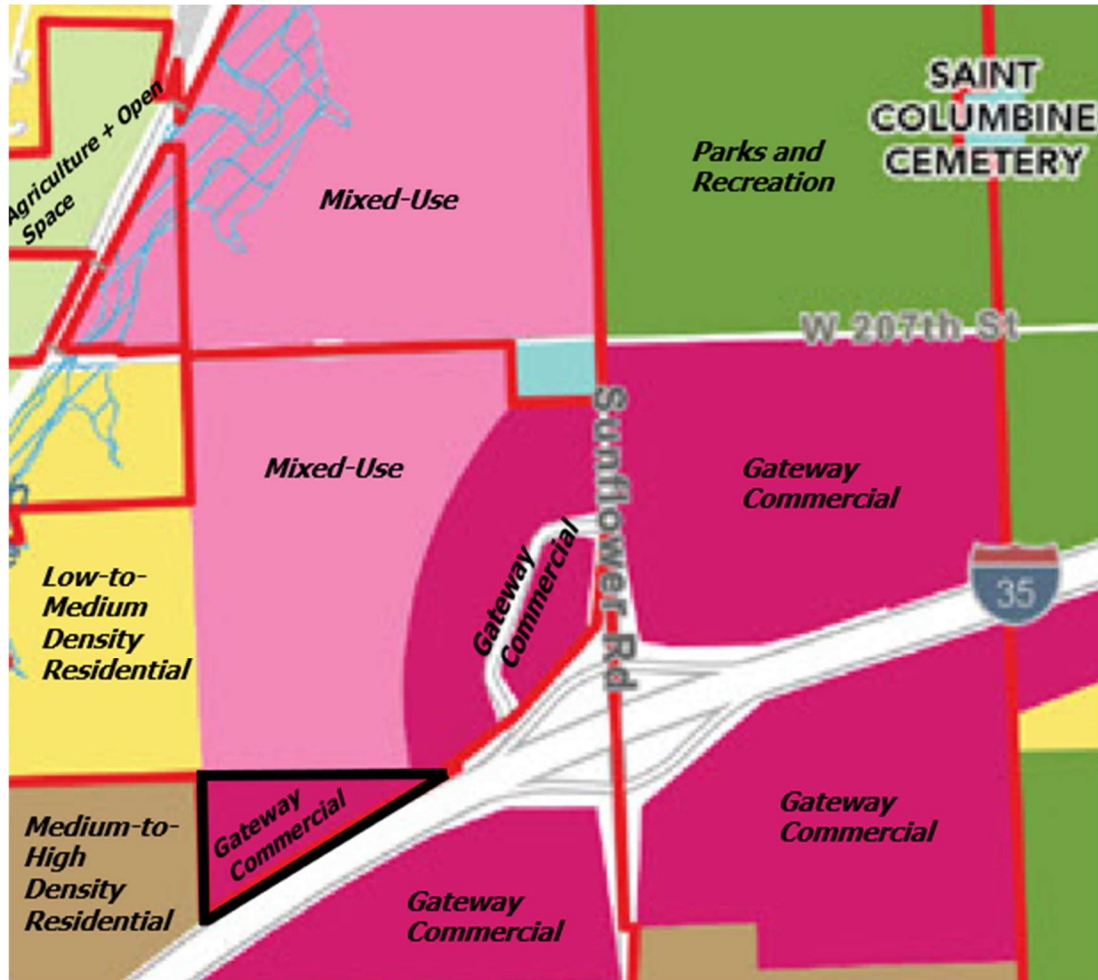 SAINT
COLUMBINE
CEMETERY
Agriculture + Open
Space
Mixed-Use
Parks and
Recreation
W 207th St
Sunflower Rd
Mixed-Use
Gateway
Commercial
Gateway
Commercial
35
Low-to-
Medium
Density
Residential
Gateway
Commercial
Gateway
Commercial
Medium-to-
High
Density
Residential
Gateway
Commercial